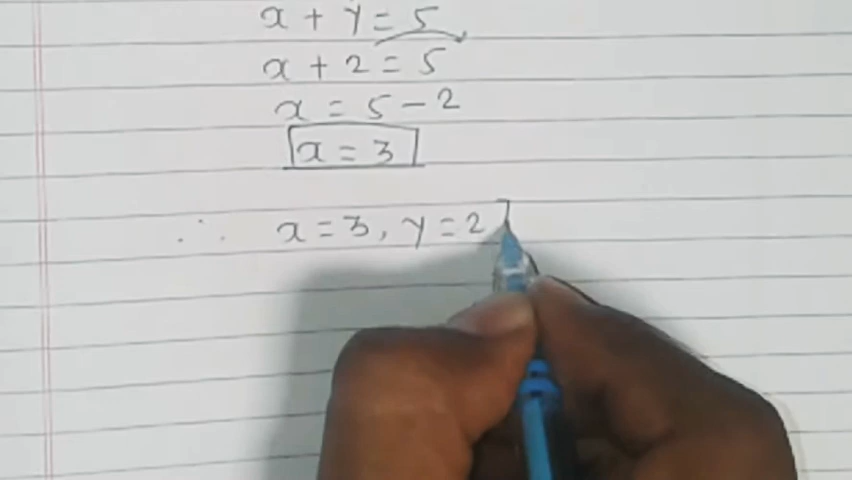 x + y = 5
x + 2 = 5
x = 5 - 2
x = 3
∴ x = 3, y = 2